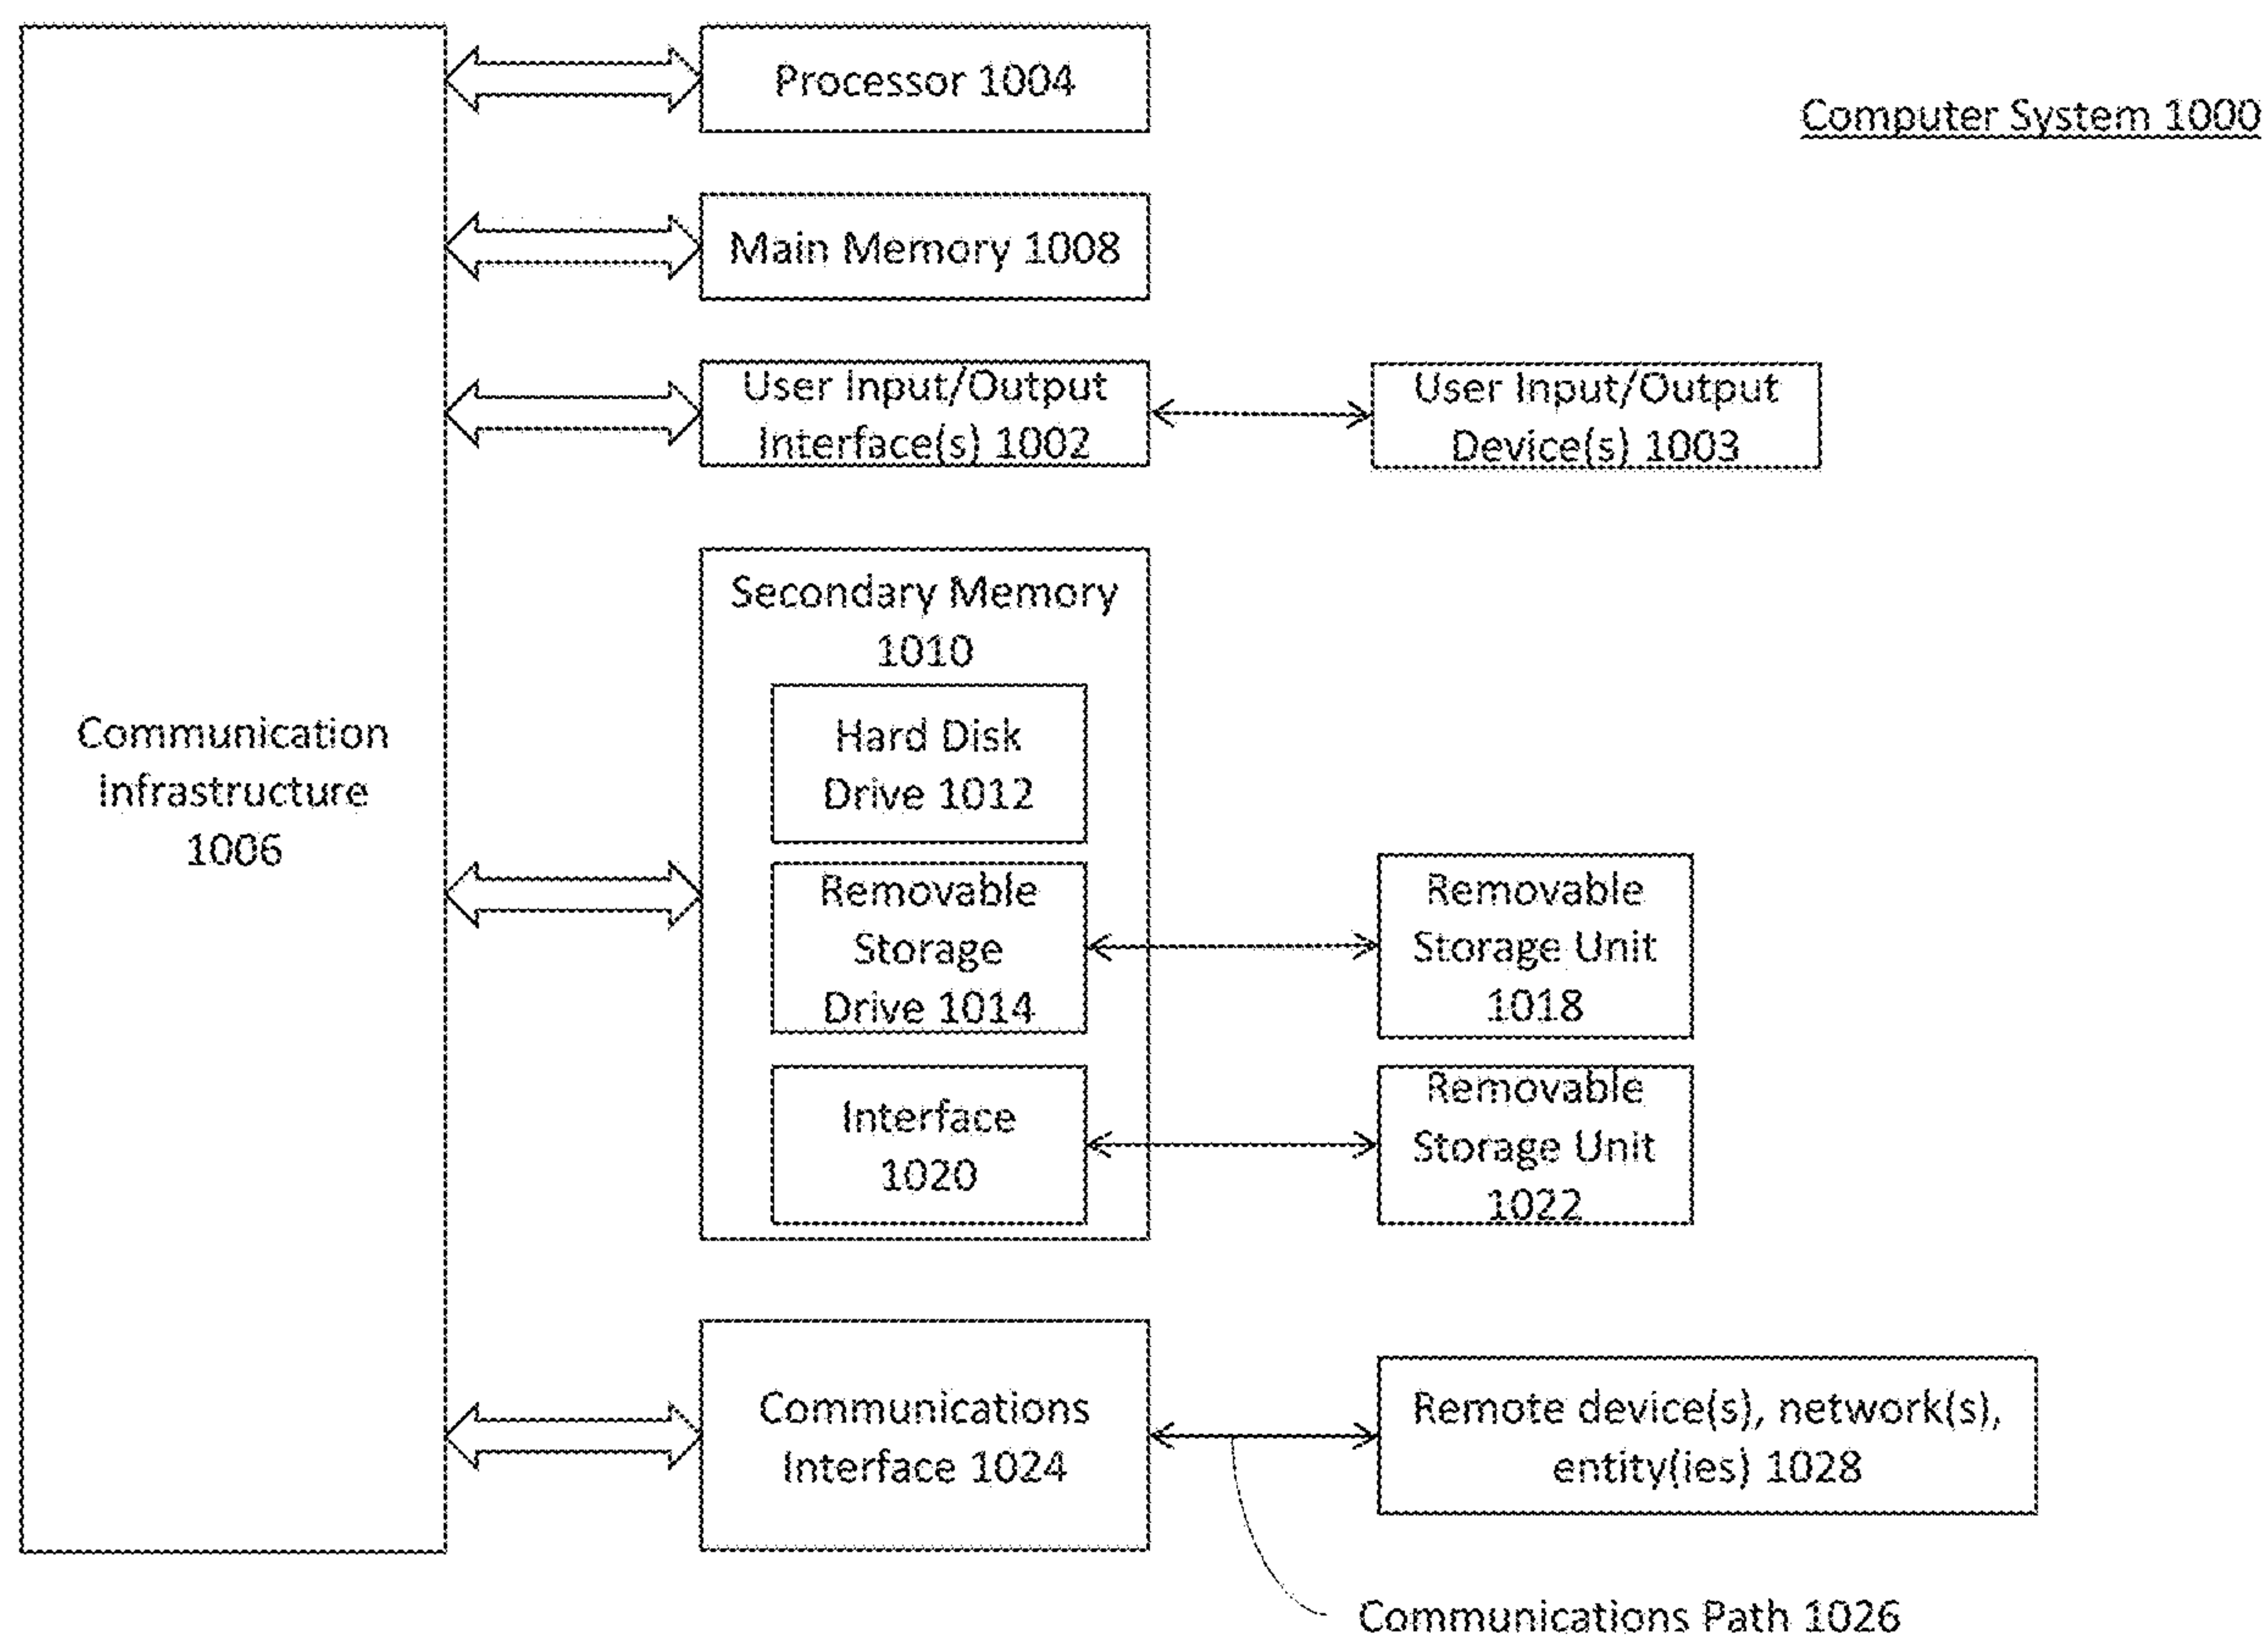 Processor 1004
Computer System 1000
Main Memory 1008
User Input/Output
Interface(s) 1002
User Input/Output
Device(s) 1003
Secondary Memory
1010
Hard Disk
Drive 1012
Communication
Infrastructure
1006
Removable
Storage
Drive 1014
Removable
Storage Unit
1018
Interface
1020
Removable
Storage Unit
1022
Communications
Interface 1024
Remote device(s), network(s),
entity(ies) 1028
Communications Path 1026